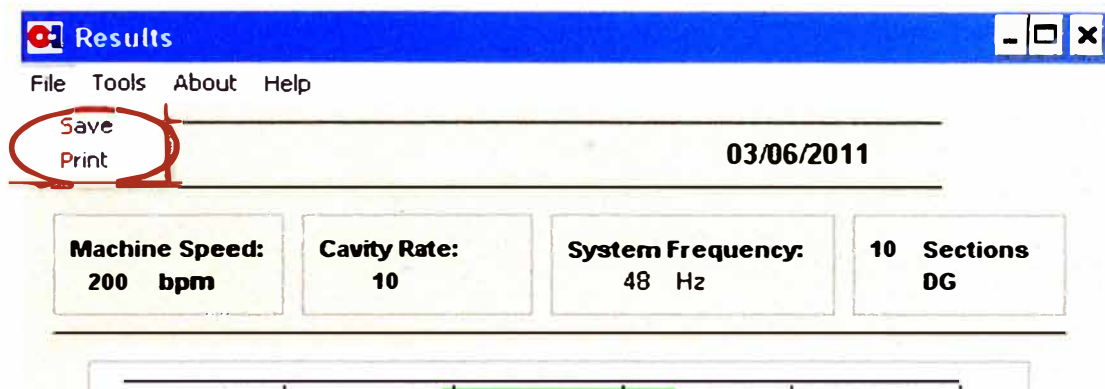 Results
File Tools About Help
Save
Print
03/06/2011
Machine Speed:
200 bpm
Cavity Rate:
10
System Frequency:
48 Hz
10 Sections
DG